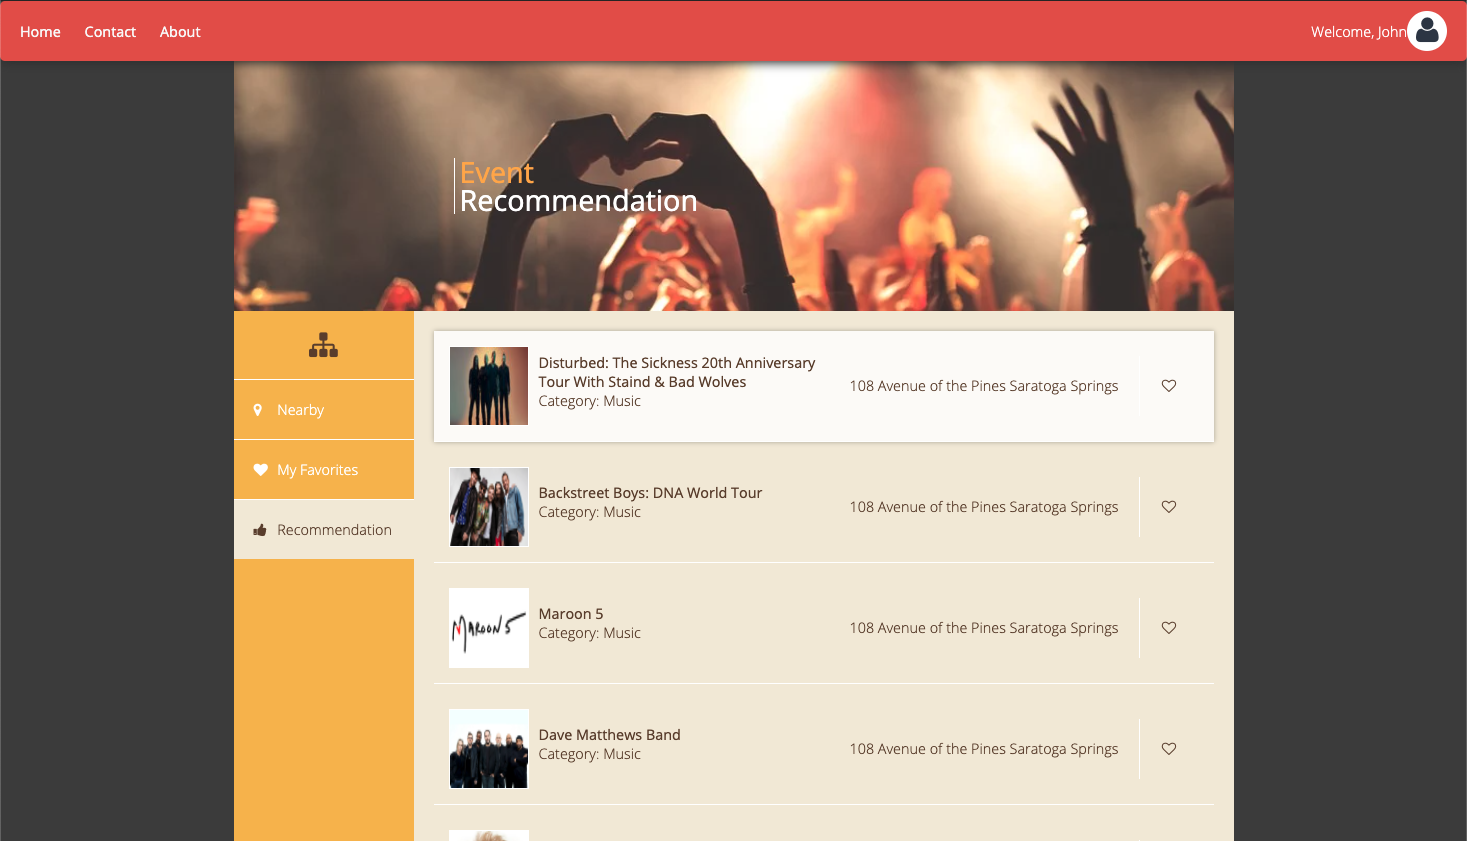 Home Contact About Welcome, John
Event
Recommendation
Nearby
My Favorites
Recommendation
Disturbed: The Sickness 20th Anniversary
Tour With Staind & Bad Wolves
Category: Music
108 Avenue of the Pines Saratoga Springs
Backstreet Boys: DNA World Tour
Category: Music
108 Avenue of the Pines Saratoga Springs
MAROON 5
Maroon 5
Category: Music
108 Avenue of the Pines Saratoga Springs
Dave Matthews Band
Category: Music
108 Avenue of the Pines Saratoga Springs